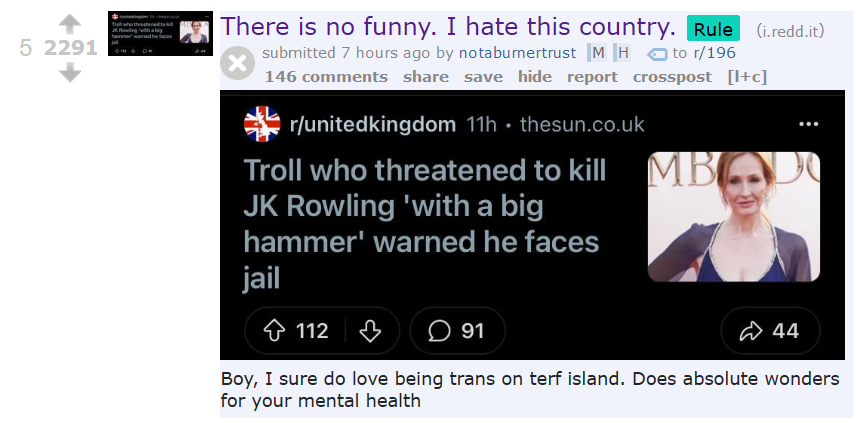 There is no funny. I hate this country. Rule (i.redd.it)
5 2291
submitted 7 hours ago by notaburnertrust [M [H to r/196
146 comments share save hide report crosspost [l+c]
r/unitedkingdom 11h • thesun.co.uk
Troll who threatened to kill
JK Rowling 'with a big
hammer' warned he faces
jail
MB DO
112 91 44
Boy, I sure do love being trans on terf island. Does absolute wonders
for your mental health